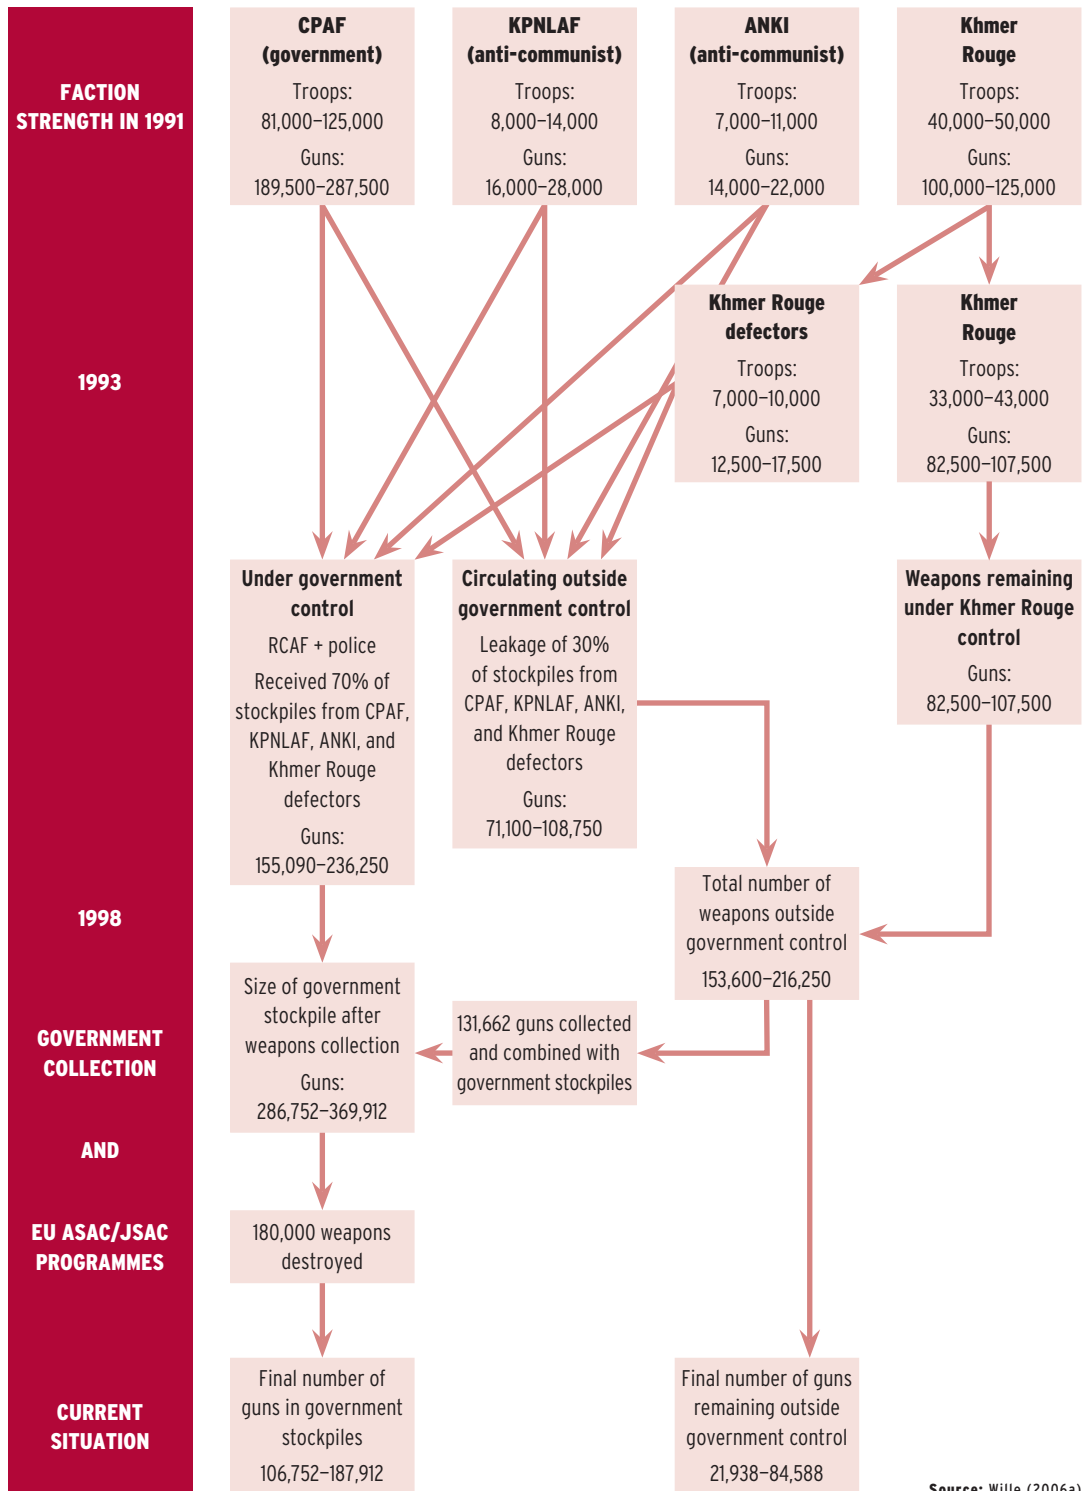 FACTION
STRENGTH IN 1991
CPAF
(government)
Troops:
81,000–125,000
Guns:
189,500–287,500
KPNLAF
(anti-communist)
Troops:
8,000–14,000
Guns:
16,000–28,000
ANKI
(anti-communist)
Troops:
7,000–11,000
Guns:
14,000–22,000
Khmer
Rouge
Troops:
40,000–50,000
Guns:
100,000–125,000
1993
Khmer Rouge
defectors
Troops:
7,000–10,000
Guns:
12,500–17,500
Khmer
Rouge
Troops:
33,000–43,000
Guns:
82,500–107,500
Under government
control
RCAF + police
Received 70% of
stockpiles from CPAF,
KPNLAF, ANKI, and
Khmer Rouge
defectors
Guns:
155,090–236,250
Circulating outside
government control
Leakage of 30%
of stockpiles from
CPAF, KPNLAF, ANKI,
and Khmer Rouge
defectors
Guns:
71,100–108,750
Weapons remaining
under Khmer Rouge
control
Guns:
82,500–107,500
1998
Total number of
weapons outside
government control
153,600–216,250
GOVERNMENT
COLLECTION
Size of government
stockpile after
weapons collection
Guns:
286,752–369,912
131,662 guns collected
and combined with
government stockpiles
AND
EU ASAC/JSAC
PROGRAMMES
180,000 weapons
destroyed
CURRENT
SITUATION
Final number of
guns in government
stockpiles
106,752–187,912
Final number of guns
remaining outside
government control
21,938–84,588
Source: Wille (2006a)